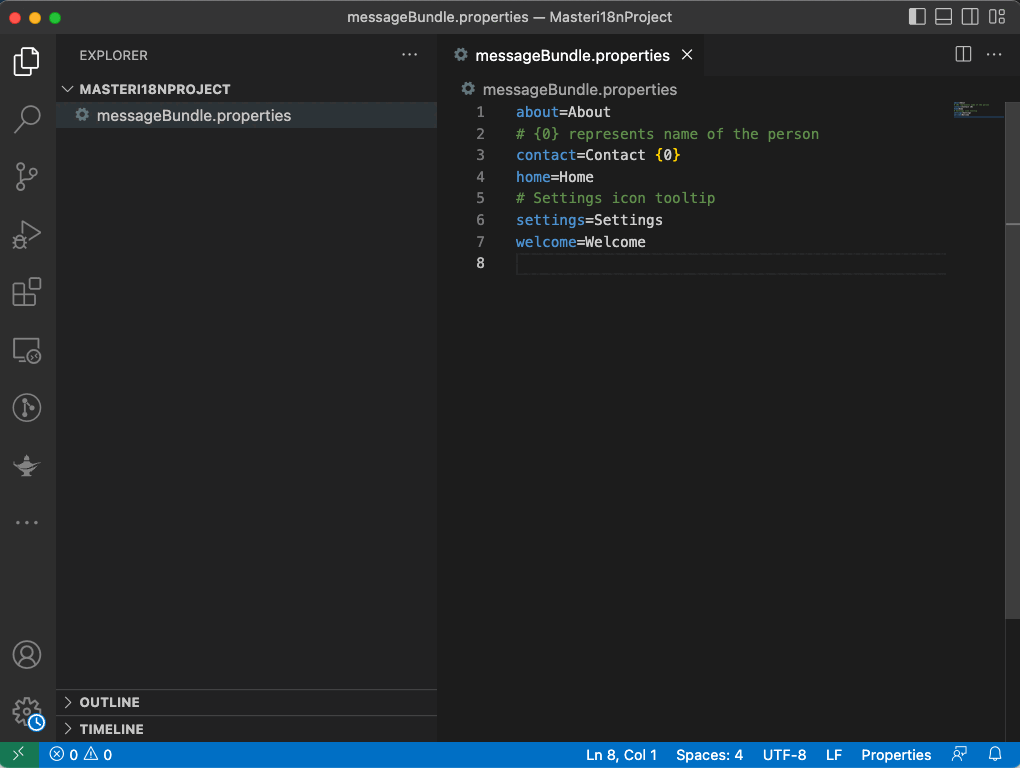 messageBundle.properties — Masteri18nProject
EXPLORER
MASTERI18NPROJECT
messageBundle.properties
OUTLINE
TIMELINE
messageBundle.properties
messageBundle.properties
1 about=About
2 # {0} represents name of the person
3 contact=Contact {0}
4 home=Home
5 # Settings icon tooltip
6 settings=Settings
7 welcome=Welcome
8
0 0 Ln 8, Col 1 Spaces: 4 UTF-8 LF Properties